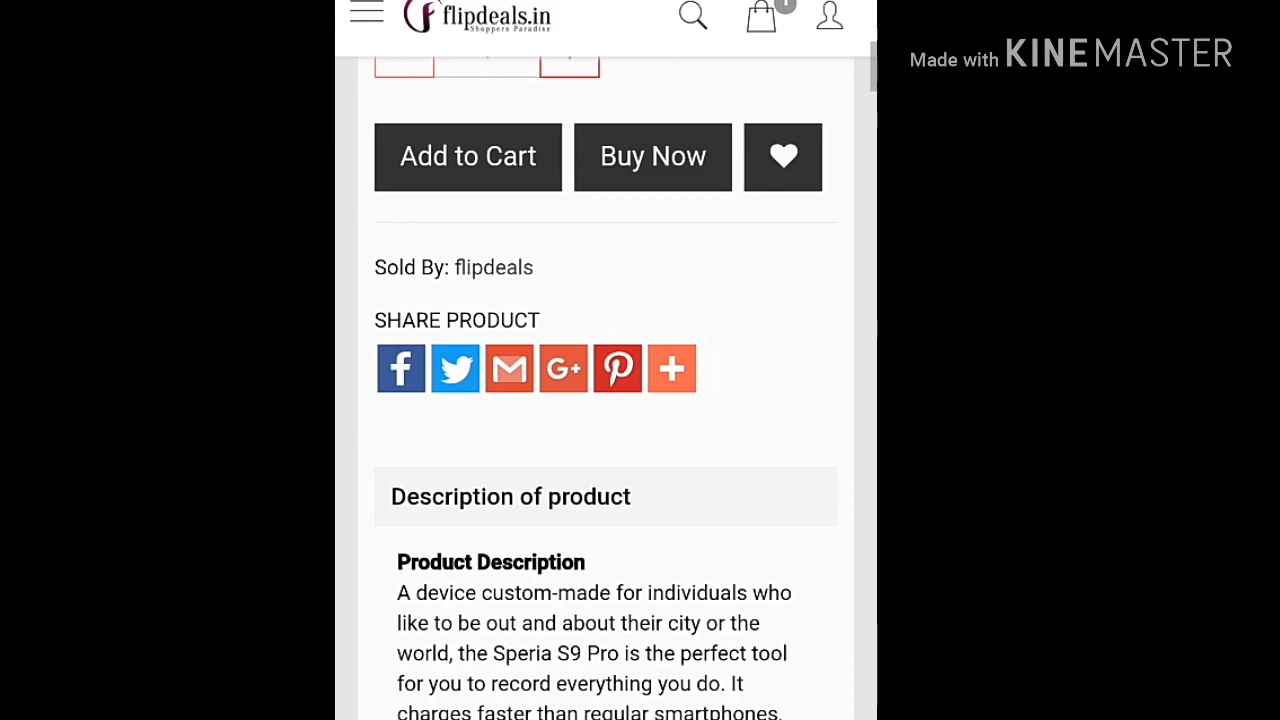 flipdeals.in
Shoppers Paradise
Made with KINEMASTER
Add to Cart
Buy Now
Sold By: flipdeals
SHARE PRODUCT
f
G+
+
Description of product
Product Description
A device custom-made for individuals who
like to be out and about their city or the
world, the Speria S9 Pro is the perfect tool
for you to record everything you do. It
charges faster than regular smartphones.